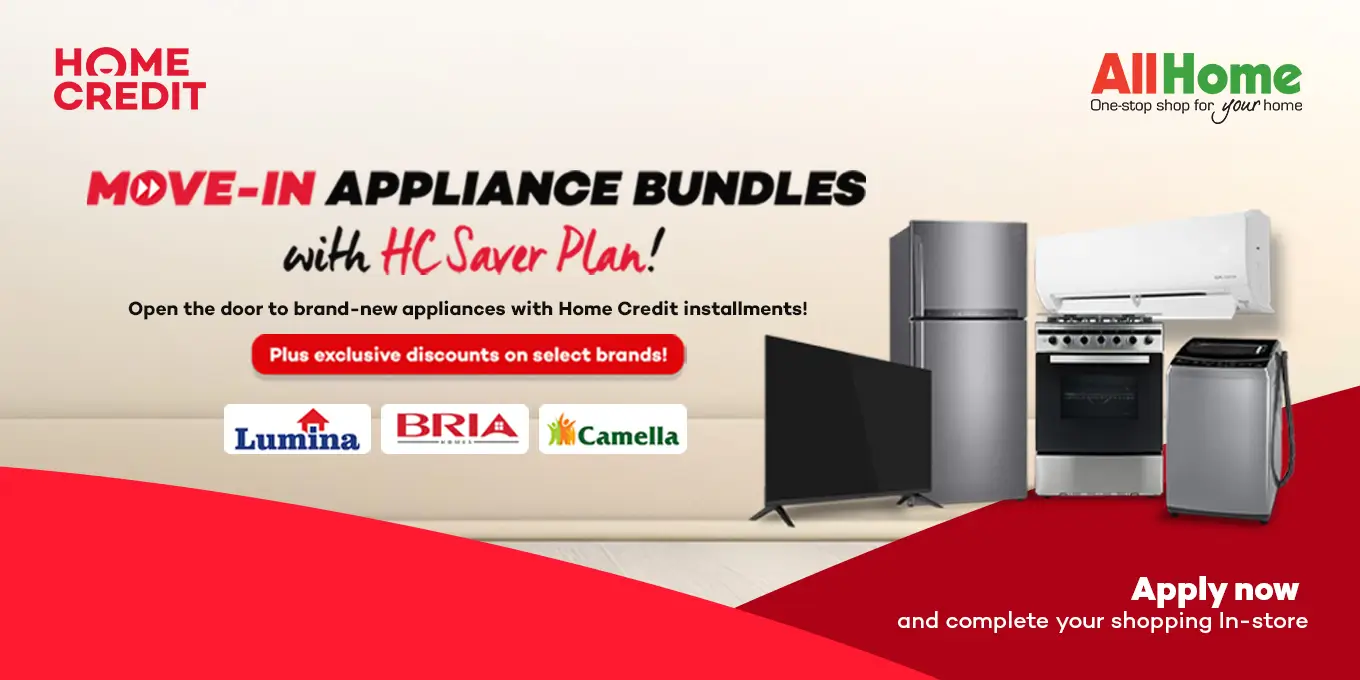 HOME
CREDIT
AllHome
One-stop shop for your home
MOVE-IN APPLIANCE BUNDLES
with HC Saver Plan!
Open the door to brand-new appliances with Home Credit installments!
Plus exclusive discounts on select brands!
Lumina
BRIA
HOMES
Camella
Apply now
and complete your shopping In-store